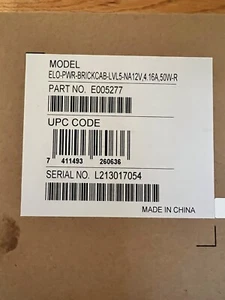 MODEL
ELO-PWR-BRICKCAB-LVL5-NA12V,4.16A,50W-R
PART NO. E005277
UPC CODE
7 411493 260636
SERIAL NO. L213017054
MADE IN CHINA